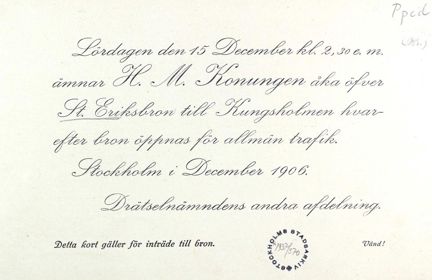 Pped
Lördagen den 15 December kl. 2,30 e. m.
ämnar H. M. Konungen åka öfver
St. Eriksbron till Kungsholmen hvar-
efter bron öppnas för allmän trafik.
Stockholm i December 1906.
Drätselnämndens andra afdelning.
Detta kort gäller för inträde till bron.
STOCKHOLMS STADSARKIV
Vänd!